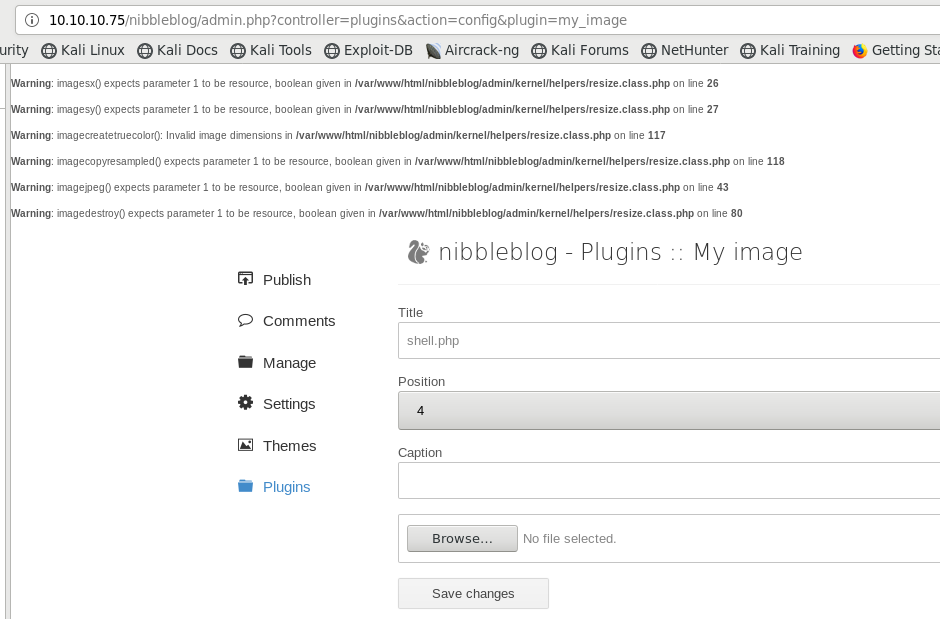 10.10.10.75/nibbleblog/admin.php?controller=plugins&action=config&plugin=my_image
urity Kali Linux Kali Docs Kali Tools Exploit-DB Aircrack-ng Kali Forums NetHunter Kali Training Getting Sta
Warning: imagesx() expects parameter 1 to be resource, boolean given in /var/www/html/nibbleblog/admin/kernel/helpers/resize.class.php on line 26
Warning: imagesy() expects parameter 1 to be resource, boolean given in /var/www/html/nibbleblog/admin/kernel/helpers/resize.class.php on line 27
Warning: imagecreatetruecolor(): Invalid image dimensions in /var/www/html/nibbleblog/admin/kernel/helpers/resize.class.php on line 117
Warning: imagecopyresampled() expects parameter 1 to be resource, boolean given in /var/www/html/nibbleblog/admin/kernel/helpers/resize.class.php on line 118
Warning: imagejpeg() expects parameter 1 to be resource, boolean given in /var/www/html/nibbleblog/admin/kernel/helpers/resize.class.php on line 43
Warning: imagedestroy() expects parameter 1 to be resource, boolean given in /var/www/html/nibbleblog/admin/kernel/helpers/resize.class.php on line 80
nibbleblog - Plugins :: My image
Publish
Comments
Manage
Settings
Themes
Plugins
Title
shell.php
Position
4
Caption
Browse... No file selected.
Save changes